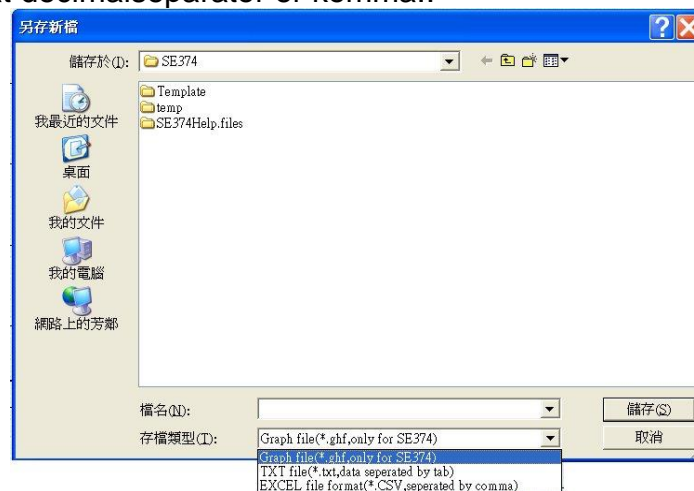 另存新檔
儲存於(I): SE374
Template
temp
SE374Help.files
我最近的文件
桌面
我的文件
我的電腦
網路上的芳鄰
檔名(N):
儲存(S)
存檔類型(T): Graph file(*.ghf,only for SE374)
取消
Graph file(*.ghf,only for SE374)
TXT file(*.txt,data seperated by tab)
EXCEL file format(*.CSV,seperated by comma)